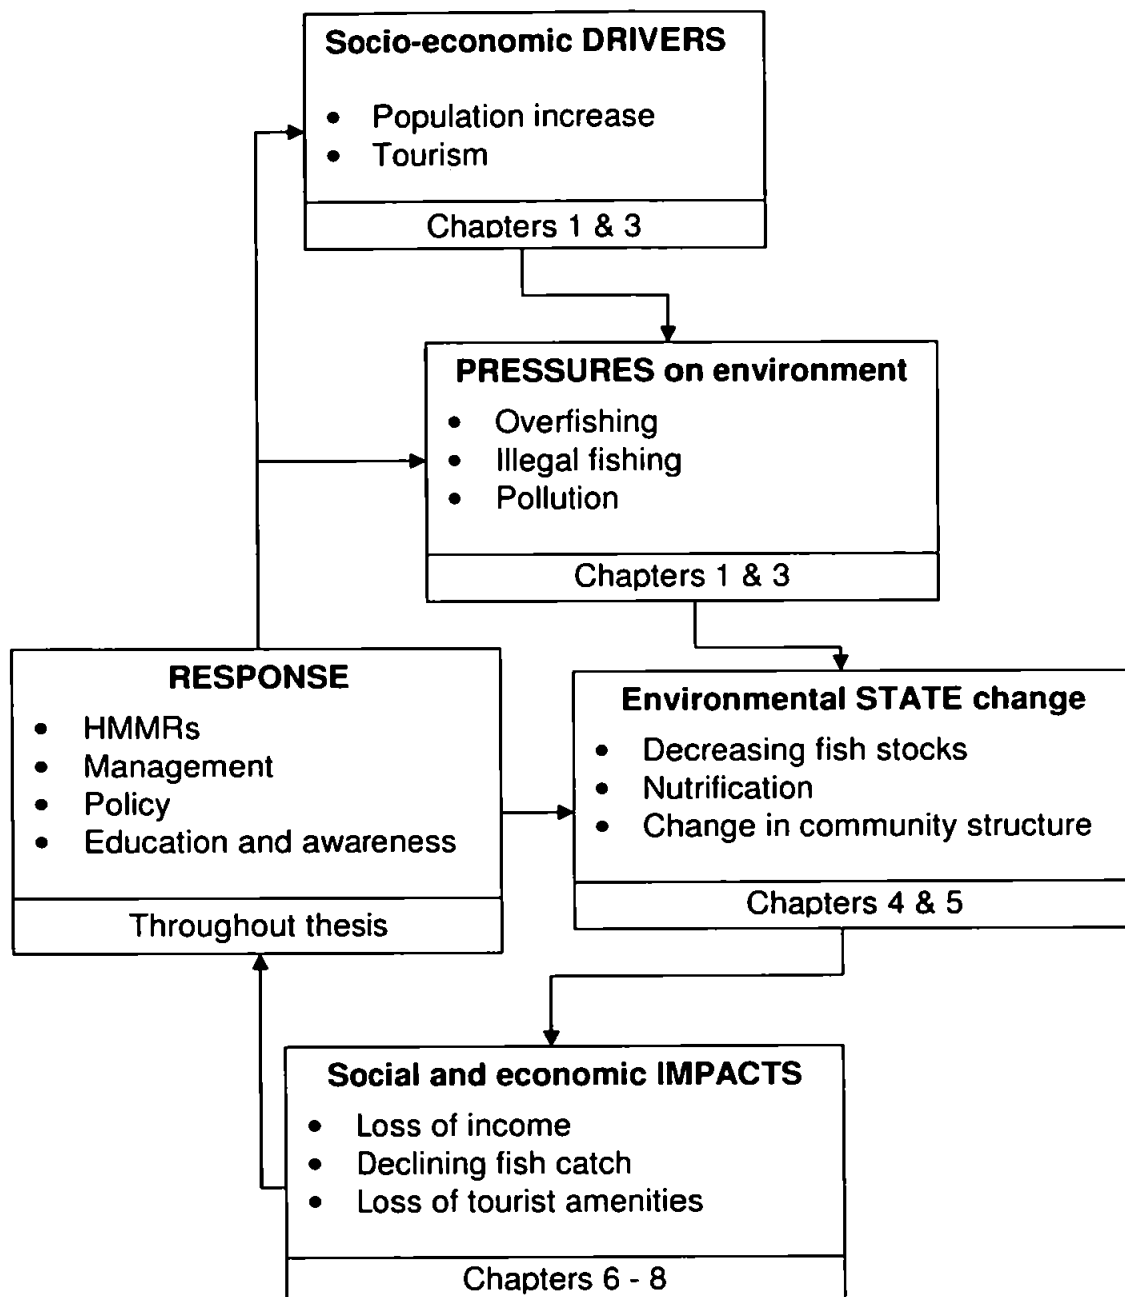 Socio-economic DRIVERS
• Population increase
• Tourism
Chapters 1 & 3
PRESSURES on environment
• Overfishing
• Illegal fishing
• Pollution
Chapters 1 & 3
RESPONSE
• HMMRs
• Management
• Policy
• Education and awareness
Throughout thesis
Environmental STATE change
• Decreasing fish stocks
• Nutrification
• Change in community structure
Chapters 4 & 5
Social and economic IMPACTS
• Loss of income
• Declining fish catch
• Loss of tourist amenities
Chapters 6 - 8